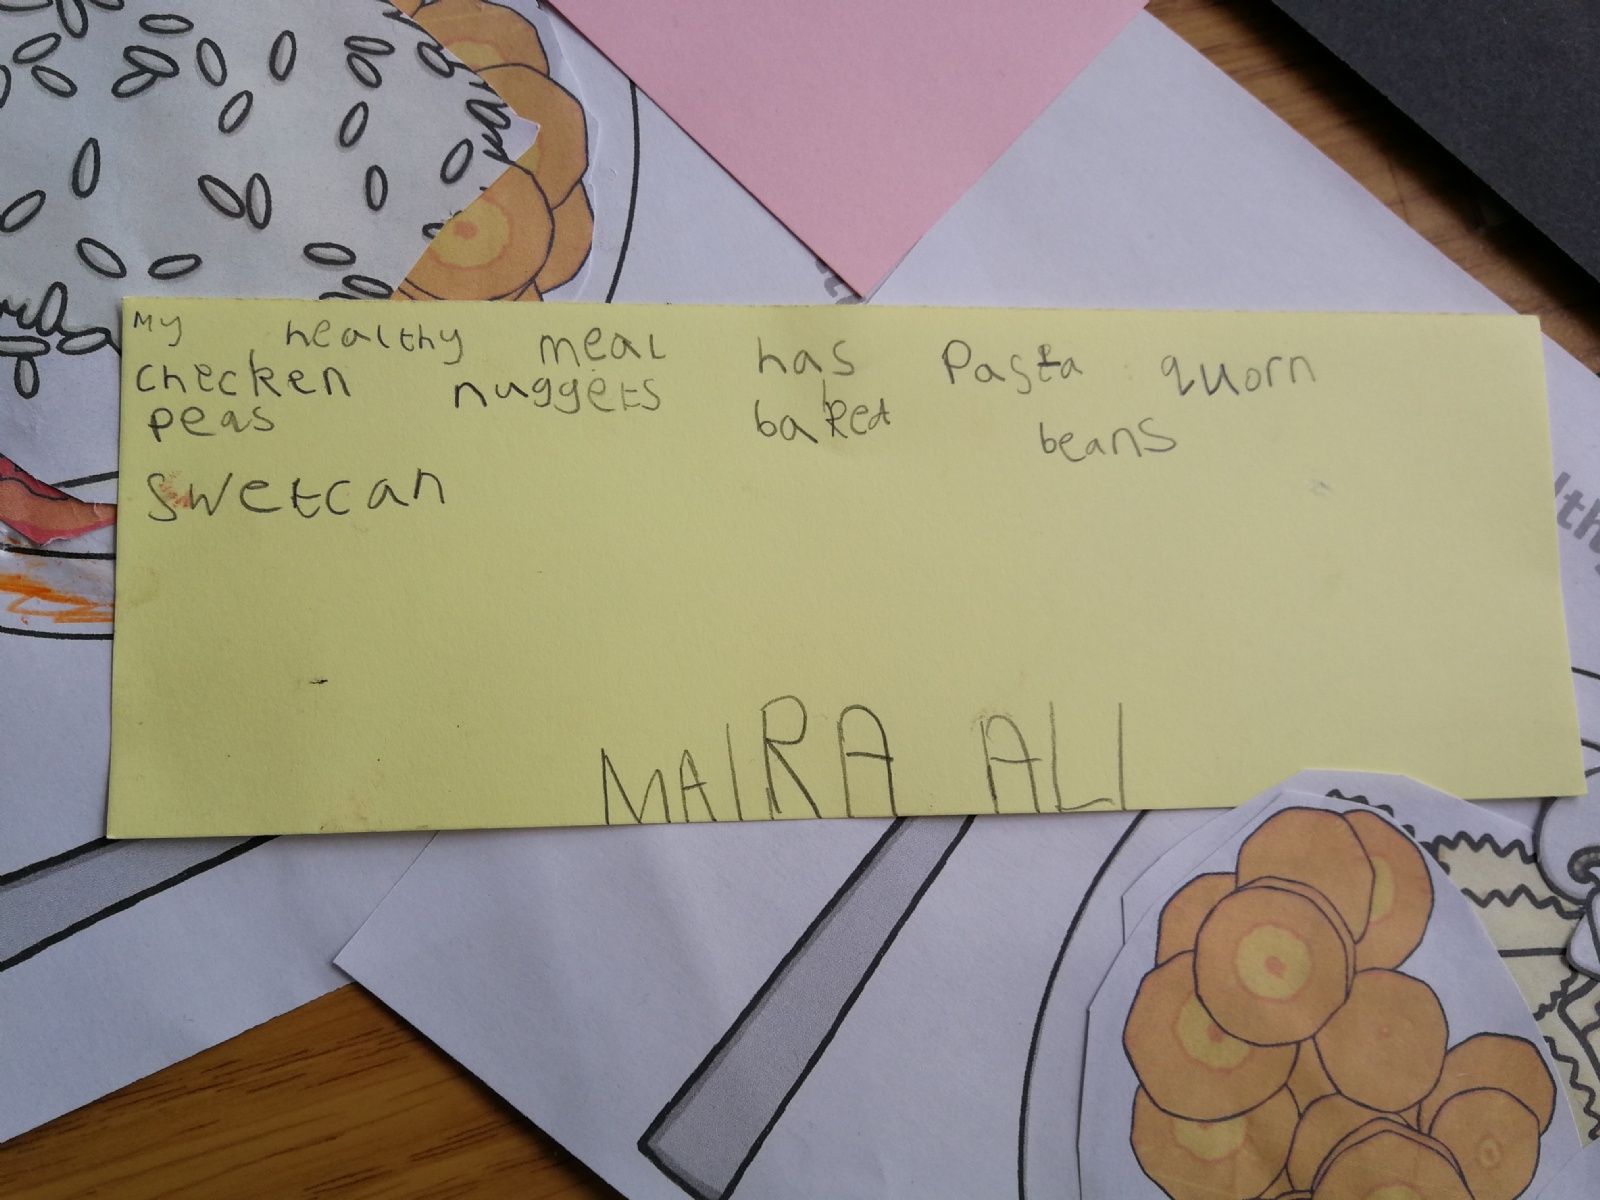 My healthy meal has Pasta quorn
checken nuggets
peas baked beans
swetcan
MAIRA ALI